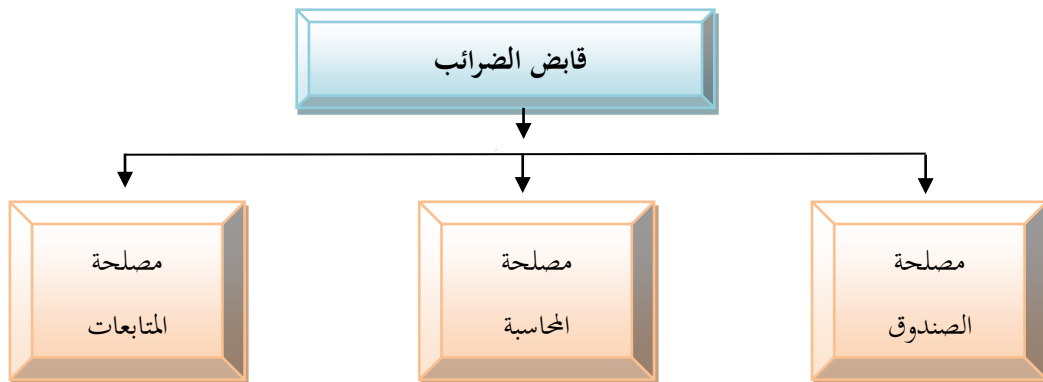 قابض الضرائب
مصلحة
الصندوق
مصلحة
المحاسبة
مصلحة
المتابعات